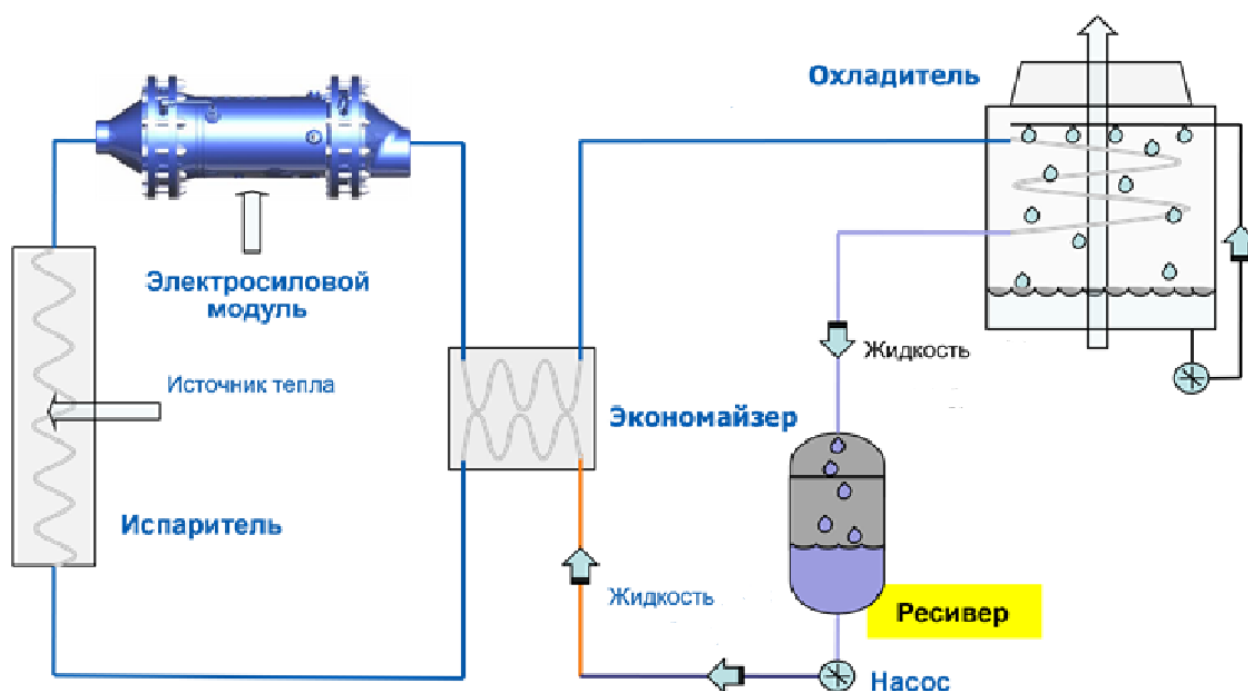 Охладитель
Электросиловой
модуль
Источник тепла
Жидкость
Экономайзер
Испаритель
Жидкость
Ресивер
Насос